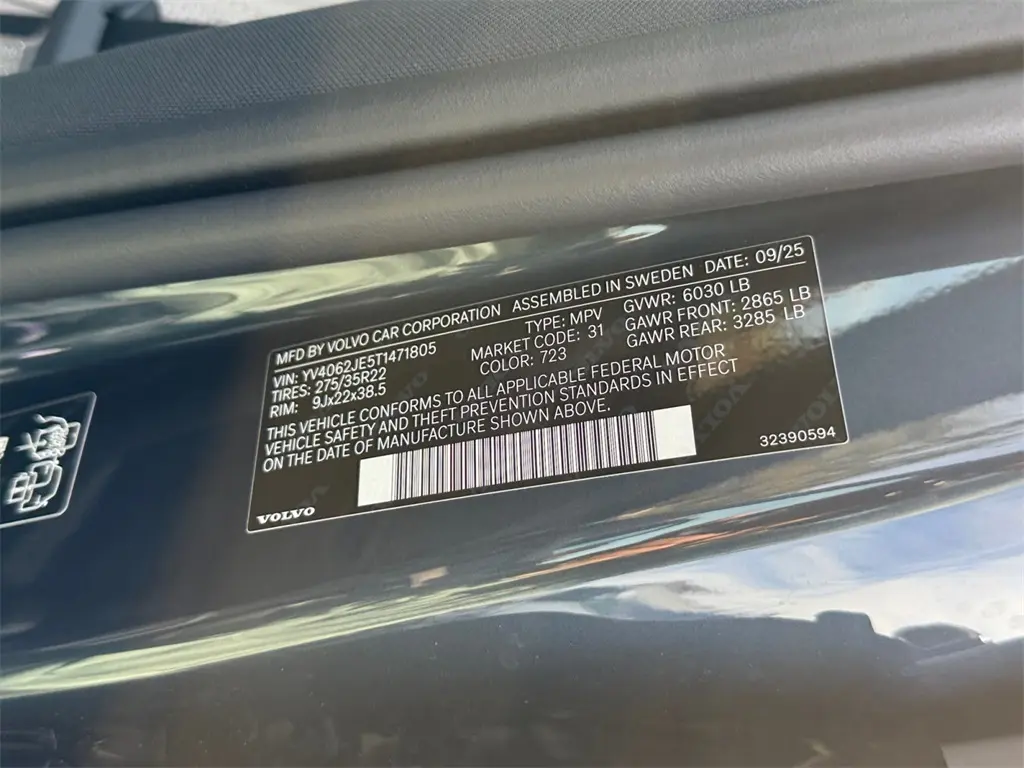 MFD BY VOLVO CAR CORPORATION ASSEMBLED IN SWEDEN DATE: 09/25
VIN: YV4062JE5T1471805 TYPE: MPV GVWR: 6030 LB
TIRES: 275/35R22 MARKET CODE: 31 GAWR FRONT: 2865 LB
RIM: 9Jx22x38.5 COLOR: 723 GAWR REAR: 3285 LB
THIS VEHICLE CONFORMS TO ALL APPLICABLE FEDERAL MOTOR
VEHICLE SAFETY AND THEFT PREVENTION STANDARDS IN EFFECT
ON THE DATE OF MANUFACTURE SHOWN ABOVE.
32390594
VOLVO